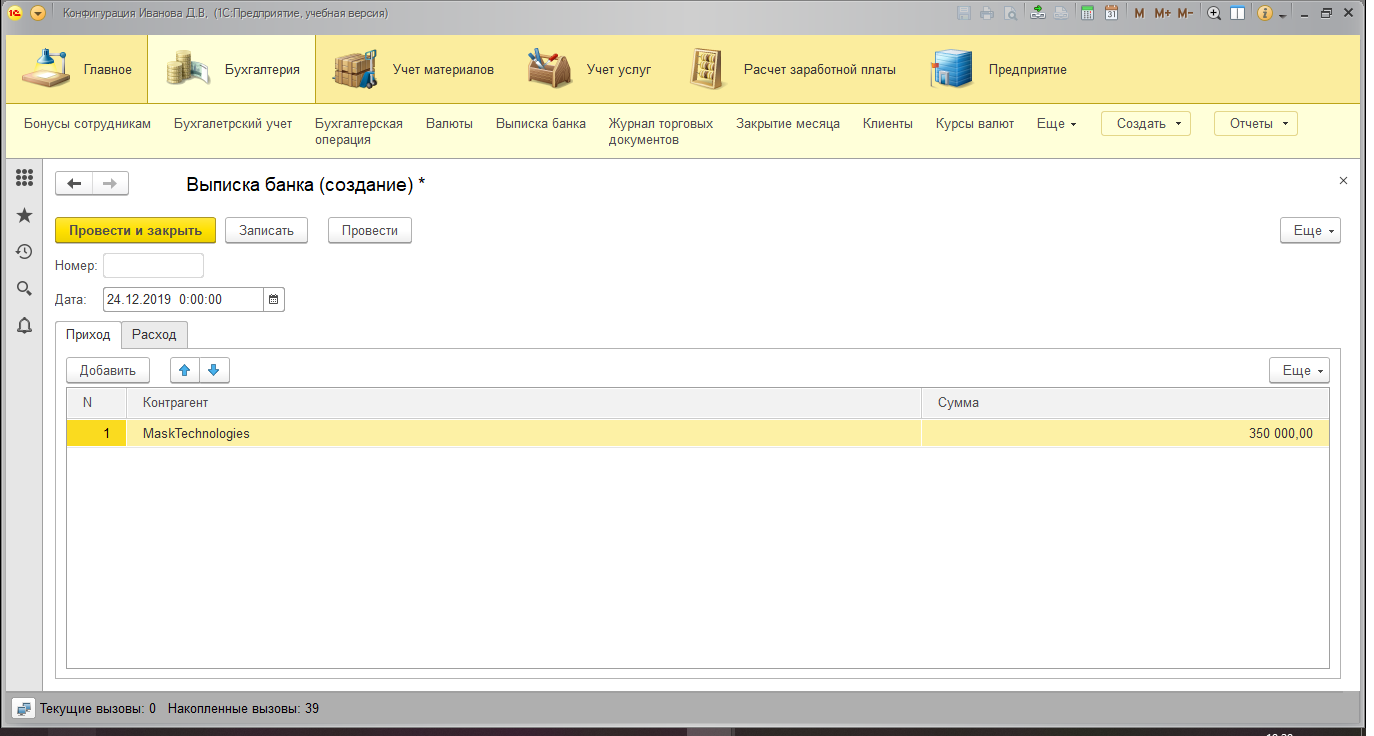 Конфигурация Иванова Д.В, (1С:Предприятие, учебная версия)
M M+ M-
Главное Бухгалтерия Учет материалов Учет услуг Расчет заработной платы Предприятие
Бонусы сотрудникам Бухгалетрский учет Бухгалтерская операция Валюты Выписка банка Журнал торговых документов Закрытие месяца Клиенты Курсы валют Еще Создать Отчеты
Выписка банка (создание) *
Провести и закрыть Записать Провести Еще
Номер:
Дата: 24.12.2019 0:00:00
Приход Расход
Добавить Еще
N Контрагент Сумма
1 MaskTechnologies 350 000,00
Текущие вызовы: 0 Накопленные вызовы: 39